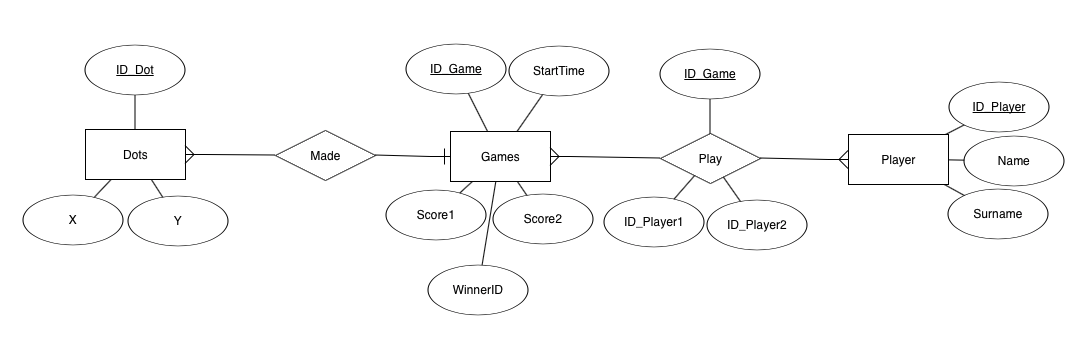 ID_Dot
ID_Game
StartTime
ID_Game
ID_Player
Dots
Made
Games
Play
Player
Name
X
Y
Score1
Score2
ID_Player1
ID_Player2
Surname
WinnerID